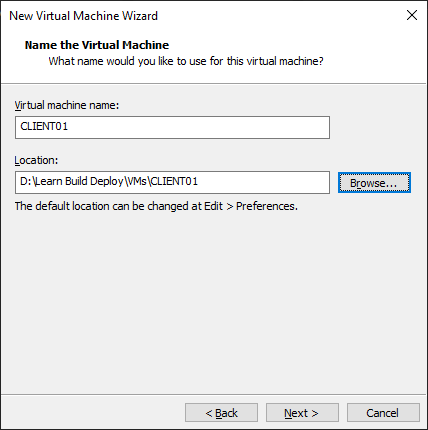 New Virtual Machine Wizard
Name the Virtual Machine
What name would you like to use for this virtual machine?
Virtual machine name:
CLIENT01
Location:
D:\Learn Build Deploy\VMs\CLIENT01
Browse...
The default location can be changed at Edit > Preferences.
< Back
Next >
Cancel